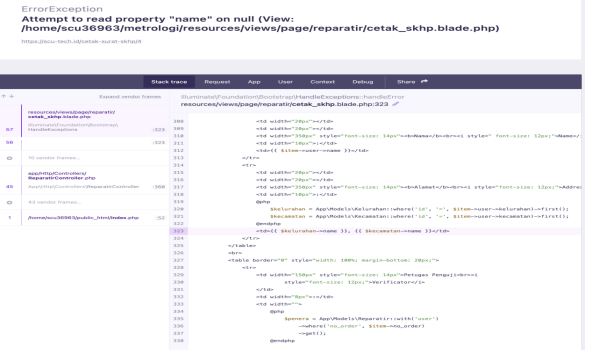 ErrorException
Attempt to read property "name" on null (View:
/home/scu36963/metrologi/resources/views/page/reparatir/cetak_skhp.blade.php)
Stack trace
Request
App
User
Context
Debug
Share
Expand vendor frames
resources/views/page/reparatir/
cetak_skhp.blade.php
Illuminate\Foundation\Bootstrap\
HandleExceptions
57
:323
56
:323
10 vendor frames…
app/Http/Controllers/
ReparatirController.php
45
App\Http\Controllers\ReparatirController
:368
43 vendor frames…
1
/home/scu36963/public_html/index.php
:52
Illuminate\Foundation\Bootstrap\HandleExceptions::handleError
resources/views/page/reparatir/cetak_skhp.blade.php:323
308 <td width="20px"></td>
309 <td width="20px"></td>
310 <td width="350px" style="font-size: 14px"><b>Nama</b><br><i style=" font-size: 12px;">Name</
311 <td width="10px">:</td>
312 <td>{{ $item->user->name }}</td>
313 </tr>
314 <tr>
315 <td width="20px"></td>
316 <td width="20px"></td>
317 <td width="350px" style="font-size: 14px"><b>Alamat</b><br><i style="font-size: 12px;">Addre
318 <td width="10px">:</td>
319 @php
320 $kelurahan = App\Models\Kelurahan::where('id', '=', $item->user->kelurahan)->first();
321 $kecamatan = App\Models\Kecamatan::where('id', '=', $item->user->kecamatan)->first();
322 @endphp
323 <td>{{ $kelurahan->name }}, {{ $kecamatan->name }}</td>
324 </tr>
325 </table>
326 <br>
327 <table border="0" style="width: 100%; margin-bottom: 20px;">
328 <tr>
329 <td width="150px" style="font-size: 14px">Petugas Penguji<br><i
330 style="font-size: 12px;">Verificator</i>
331 </td>
332 <td width="8px">:</td>
333 <td width="">
334 @php
335 $penera = App\Models\Reparatir::with('user')
336 ->where('no_order', $item->no_order)
337 ->get();
338 @endphp